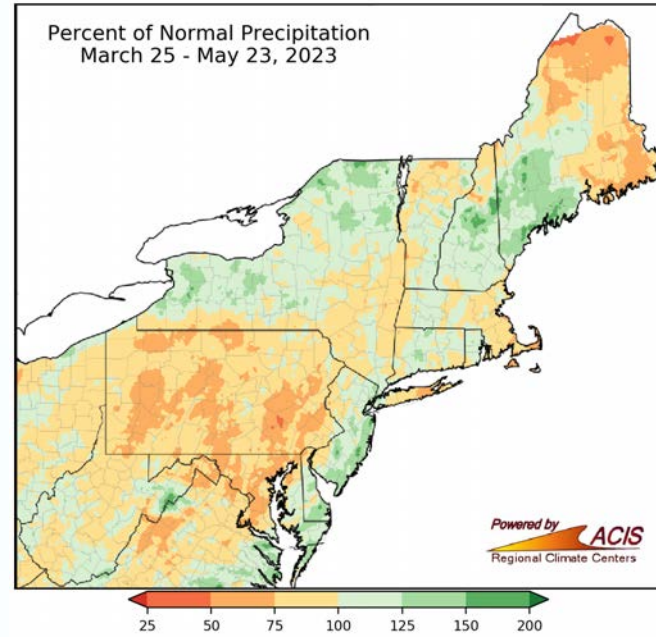 Percent of Normal Precipitation
March 25 - May 23, 2023
Powered by
ACIS
Regional Climate Centers
25 50 75 100 125 150 200